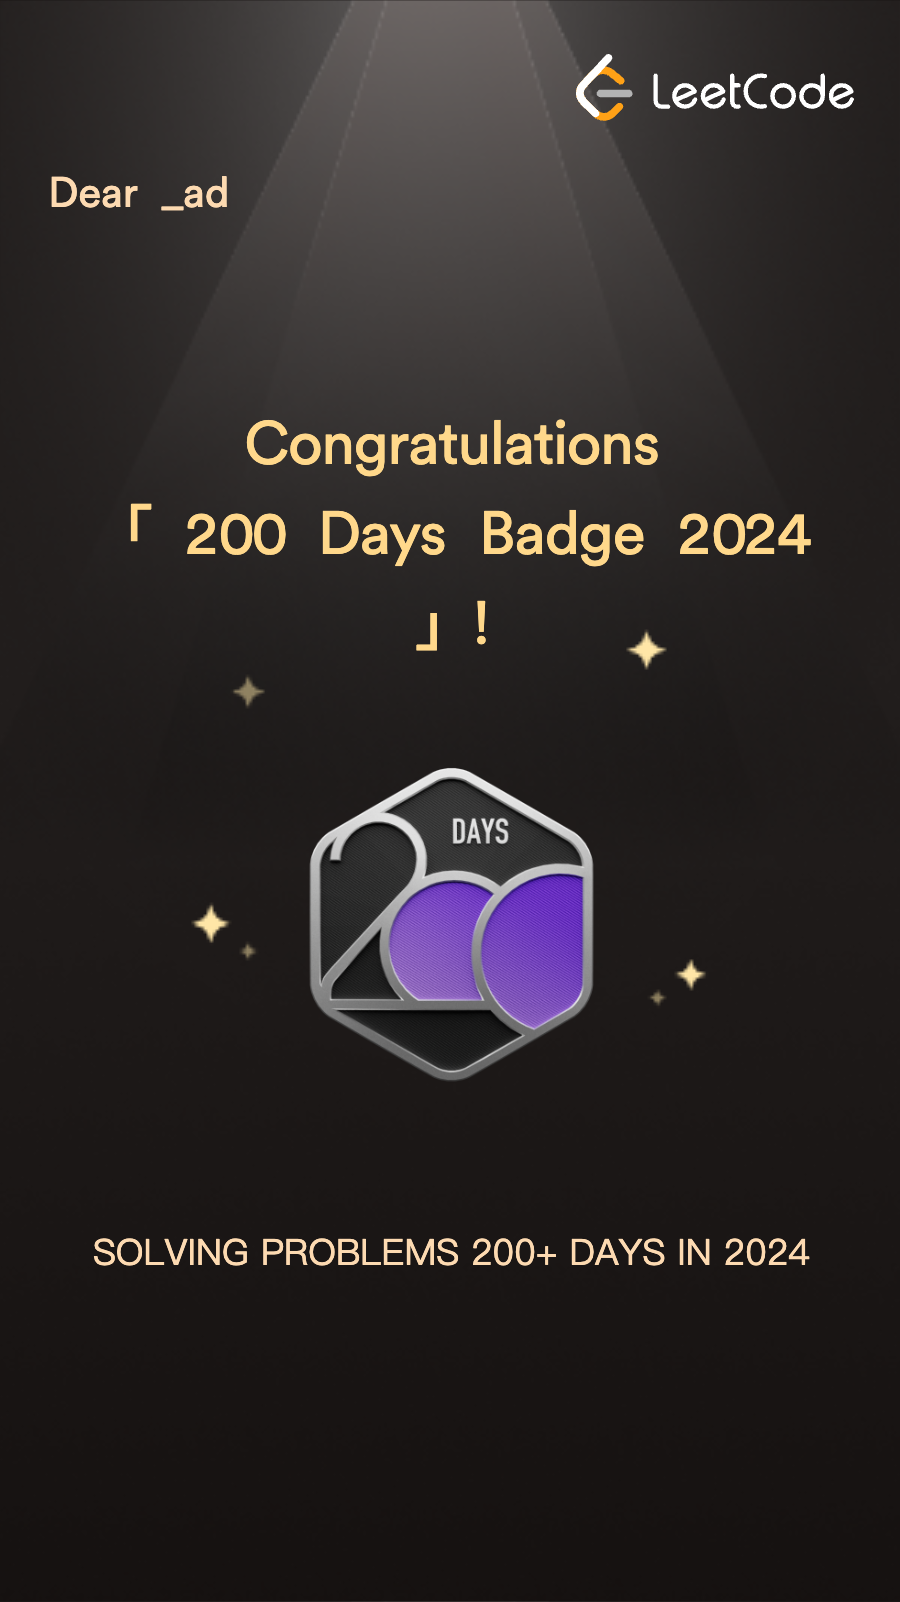 LeetCode
Dear _ad
Congratulations
「 200 Days Badge 2024
」!
DAYS
200
SOLVING PROBLEMS 200+ DAYS IN 2024